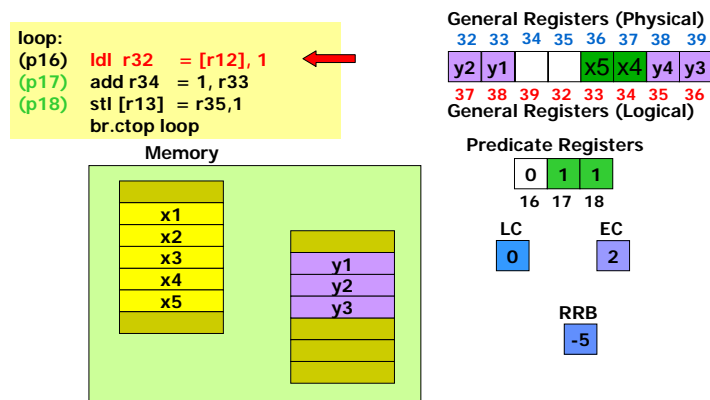 loop:
(p16) ldl r32 = [r12], 1
(p17) add r34 = 1, r33
(p18) stl [r13] = r35,1
br.ctop loop
General Registers (Physical)
32 33 34 35 36 37 38 39
y2 y1 x5 x4 y4 y3
37 38 39 32 33 34 35 36
General Registers (Logical)
Predicate Registers
0 1 1
16 17 18
Memory
x1
x2
x3
x4
x5
y1
y2
y3
LC EC
0 2
RRB
-5